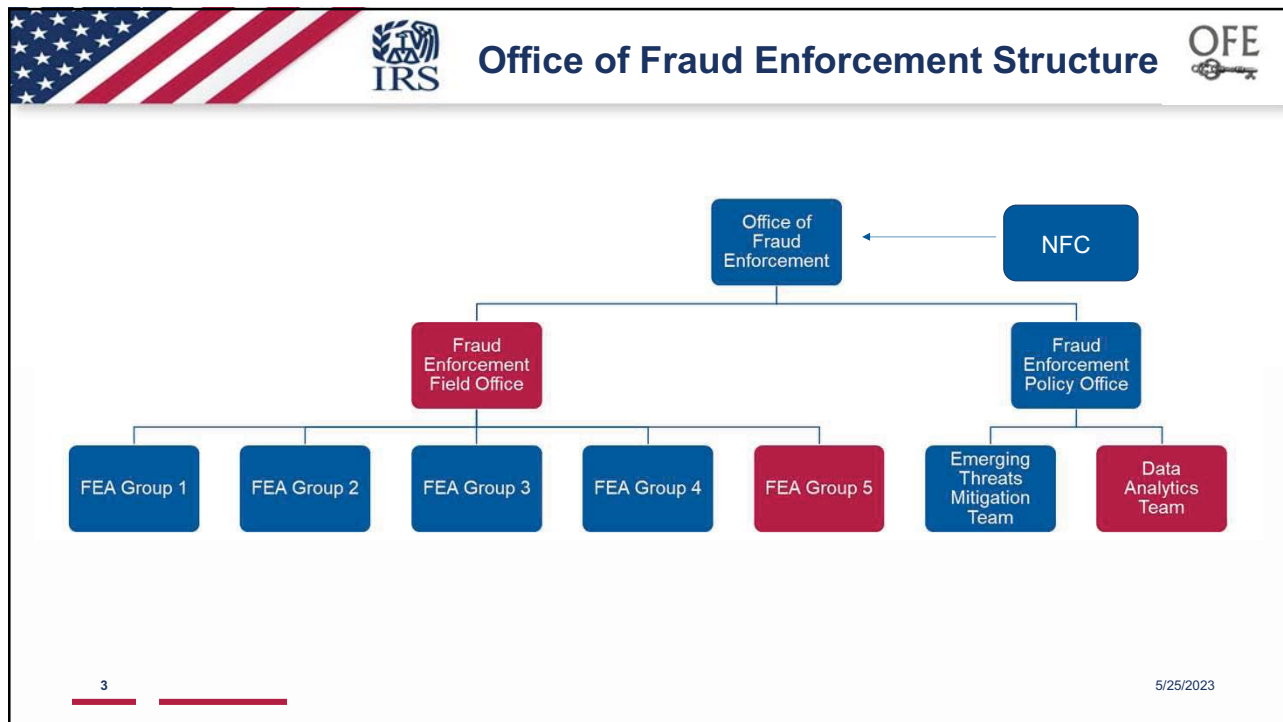 IRS
Office of Fraud Enforcement Structure
OFE
Office of
Fraud
Enforcement
NFC
Fraud
Enforcement
Field Office
Fraud
Enforcement
Policy Office
FEA Group 1
FEA Group 2
FEA Group 3
FEA Group 4
FEA Group 5
Emerging
Threats
Mitigation
Team
Data
Analytics
Team
3
5/25/2023